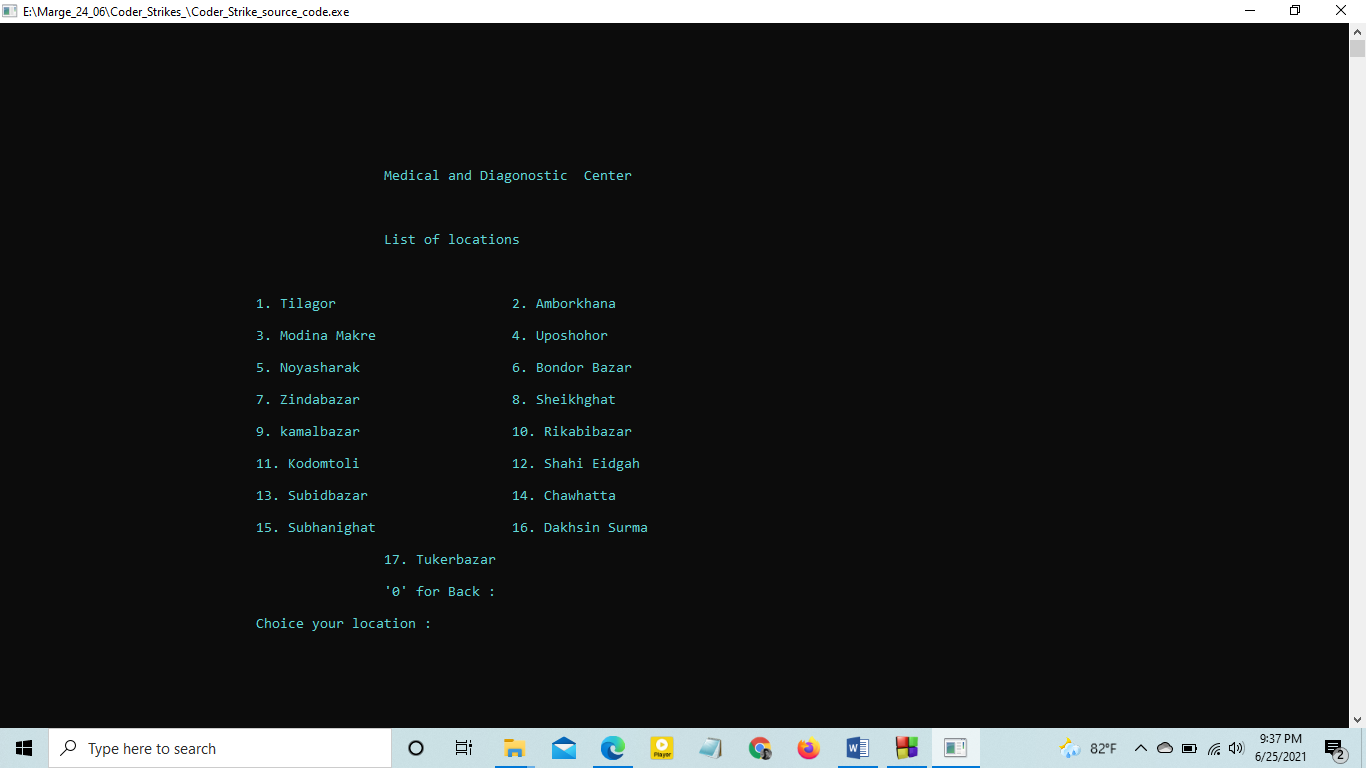 E:\Marge_24_06\Coder_Strikes_\Coder_Strike_source_code.exe
Medical and Diagonostic  Center
List of locations
1. Tilagor 2. Amborkhana
3. Modina Makre 4. Uposhohor
5. Noyasharak 6. Bondor Bazar
7. Zindabazar 8. Sheikhghat
9. kamalbazar 10. Rikabibazar
11. Kodomtoli 12. Shahi Eidgah
13. Subidbazar 14. Chawhatta
15. Subhanighat 16. Dakhsin Surma
17. Tukerbazar
'0' for Back :
Choice your location :
Type here to search
Player
82°F
9:37 PM
6/25/2021
2